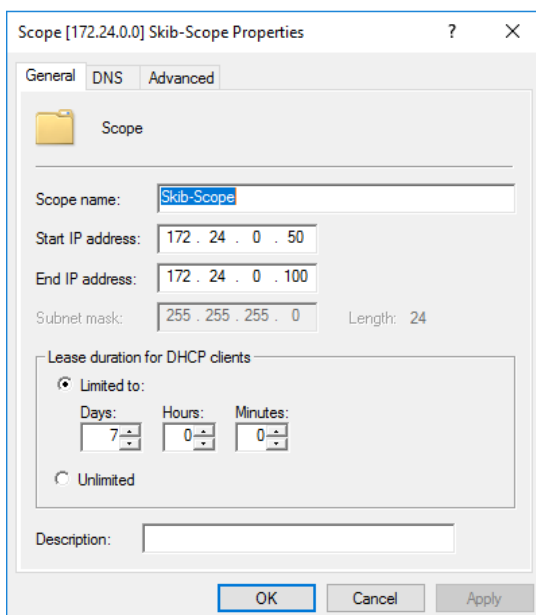 Scope [172.24.0.0] Skib-Scope Properties ? ×
General DNS Advanced
Scope
Scope name: Skib-Scope
Start IP address: 172 . 24 . 0 . 50
End IP address: 172 . 24 . 0 . 100
Subnet mask: 255 . 255 . 255 . 0 Length: 24
Lease duration for DHCP clients
Limited to:
Days: Hours: Minutes:
7 0 0
Unlimited
Description:
OK Cancel Apply